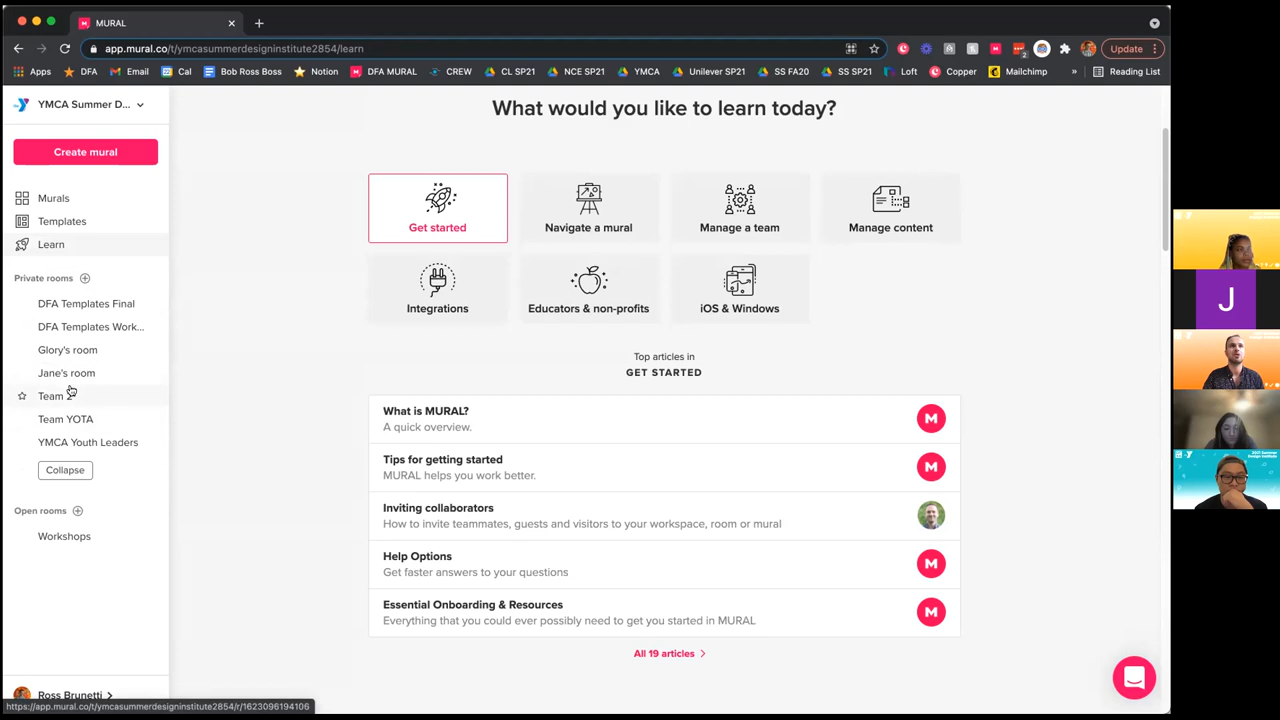 MURAL
app.mural.co/t/ymcasummerdesigninstitute2854/learn
Update
Apps DFA Email Cal Bob Ross Boss Notion DFA MURAL CREW CL SP21 NCE SP21 YMCA Unilever SP21 SS FA20 SS SP21 Loft Copper Mailchimp » Reading List
YMCA Summer D...
Create mural
Murals
Templates
Learn
Private rooms
DFA Templates Final
DFA Templates Work...
Glory's room
Jane's room
Team
Team YOTA
YMCA Youth Leaders
Collapse
Open rooms
Workshops
Ross Brunetti
https://app.mural.co/t/ymcasummerdesigninstitute2854/r/1623096194106
What would you like to learn today?
Get started
Navigate a mural
Manage a team
Manage content
Integrations
Educators & non-profits
iOS & Windows
Top articles in
GET STARTED
What is MURAL?
A quick overview.
M
Tips for getting started
MURAL helps you work better.
M
Inviting collaborators
How to invite teammates, guests and visitors to your workspace, room or mural
Help Options
Get faster answers to your questions
M
Essential Onboarding & Resources
Everything that you could ever possibly need to get you started in MURAL
M
All 19 articles
J